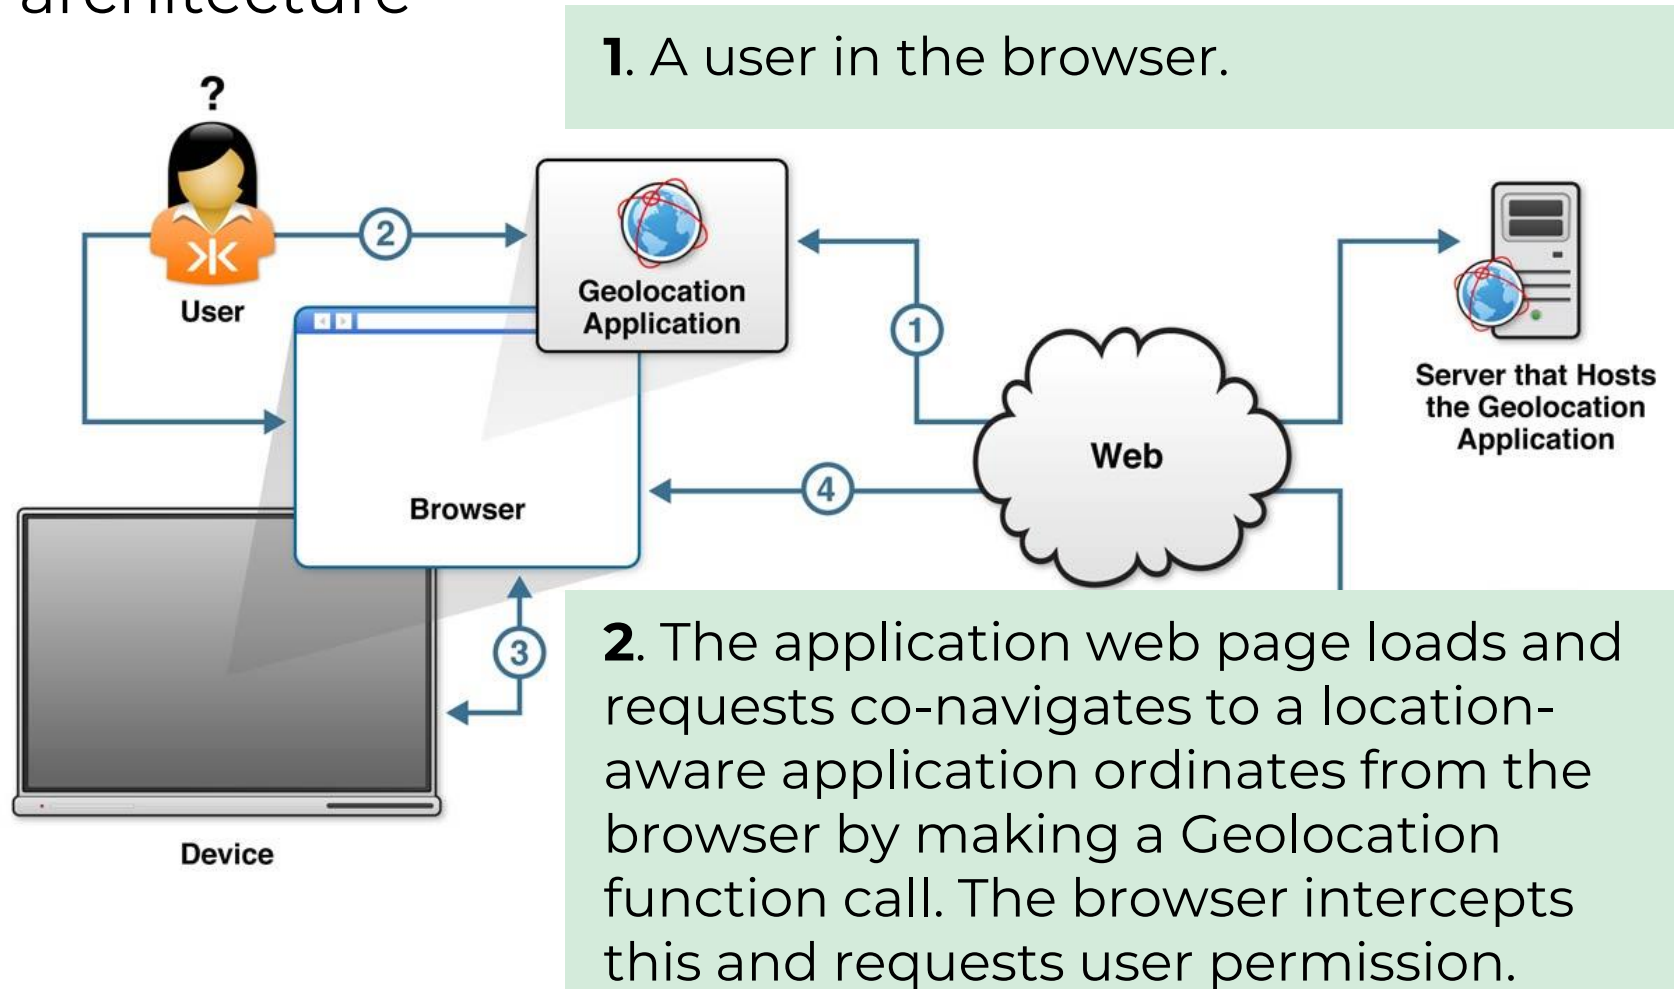 architecture
1. A user in the browser.
?
2
User
Geolocation
Application
1
Server that Hosts
the Geolocation
Application
Web
4
Browser
3
Device
2. The application web page loads and
requests co-navigates to a location-
aware application ordinates from the
browser by making a Geolocation
function call. The browser intercepts
this and requests user permission.